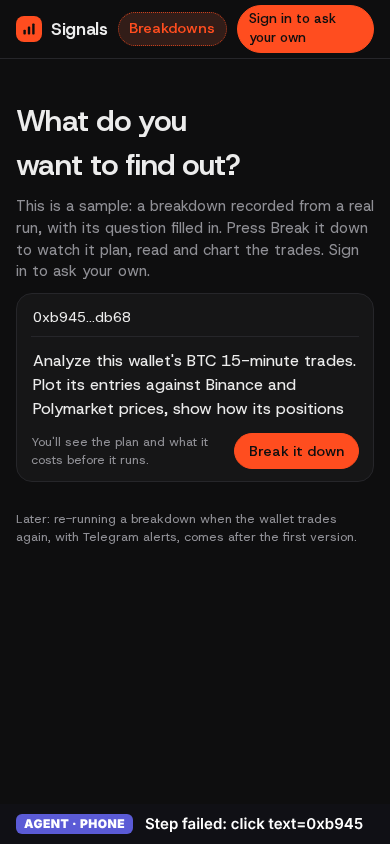 Signals
Breakdowns
Sign in to ask
your own
What do you
want to find out?
This is a sample: a breakdown recorded from a real
run, with its question filled in. Press Break it down
to watch it plan, read and chart the trades. Sign
in to ask your own.
0xb945…db68
Analyze this wallet's BTC 15-minute trades.
Plot its entries against Binance and
Polymarket prices, show how its positions
You'll see the plan and what it
costs before it runs.
Break it down
Later: re-running a breakdown when the wallet trades
again, with Telegram alerts, comes after the first version.
AGENT · PHONE
Step failed: click text=0xb945